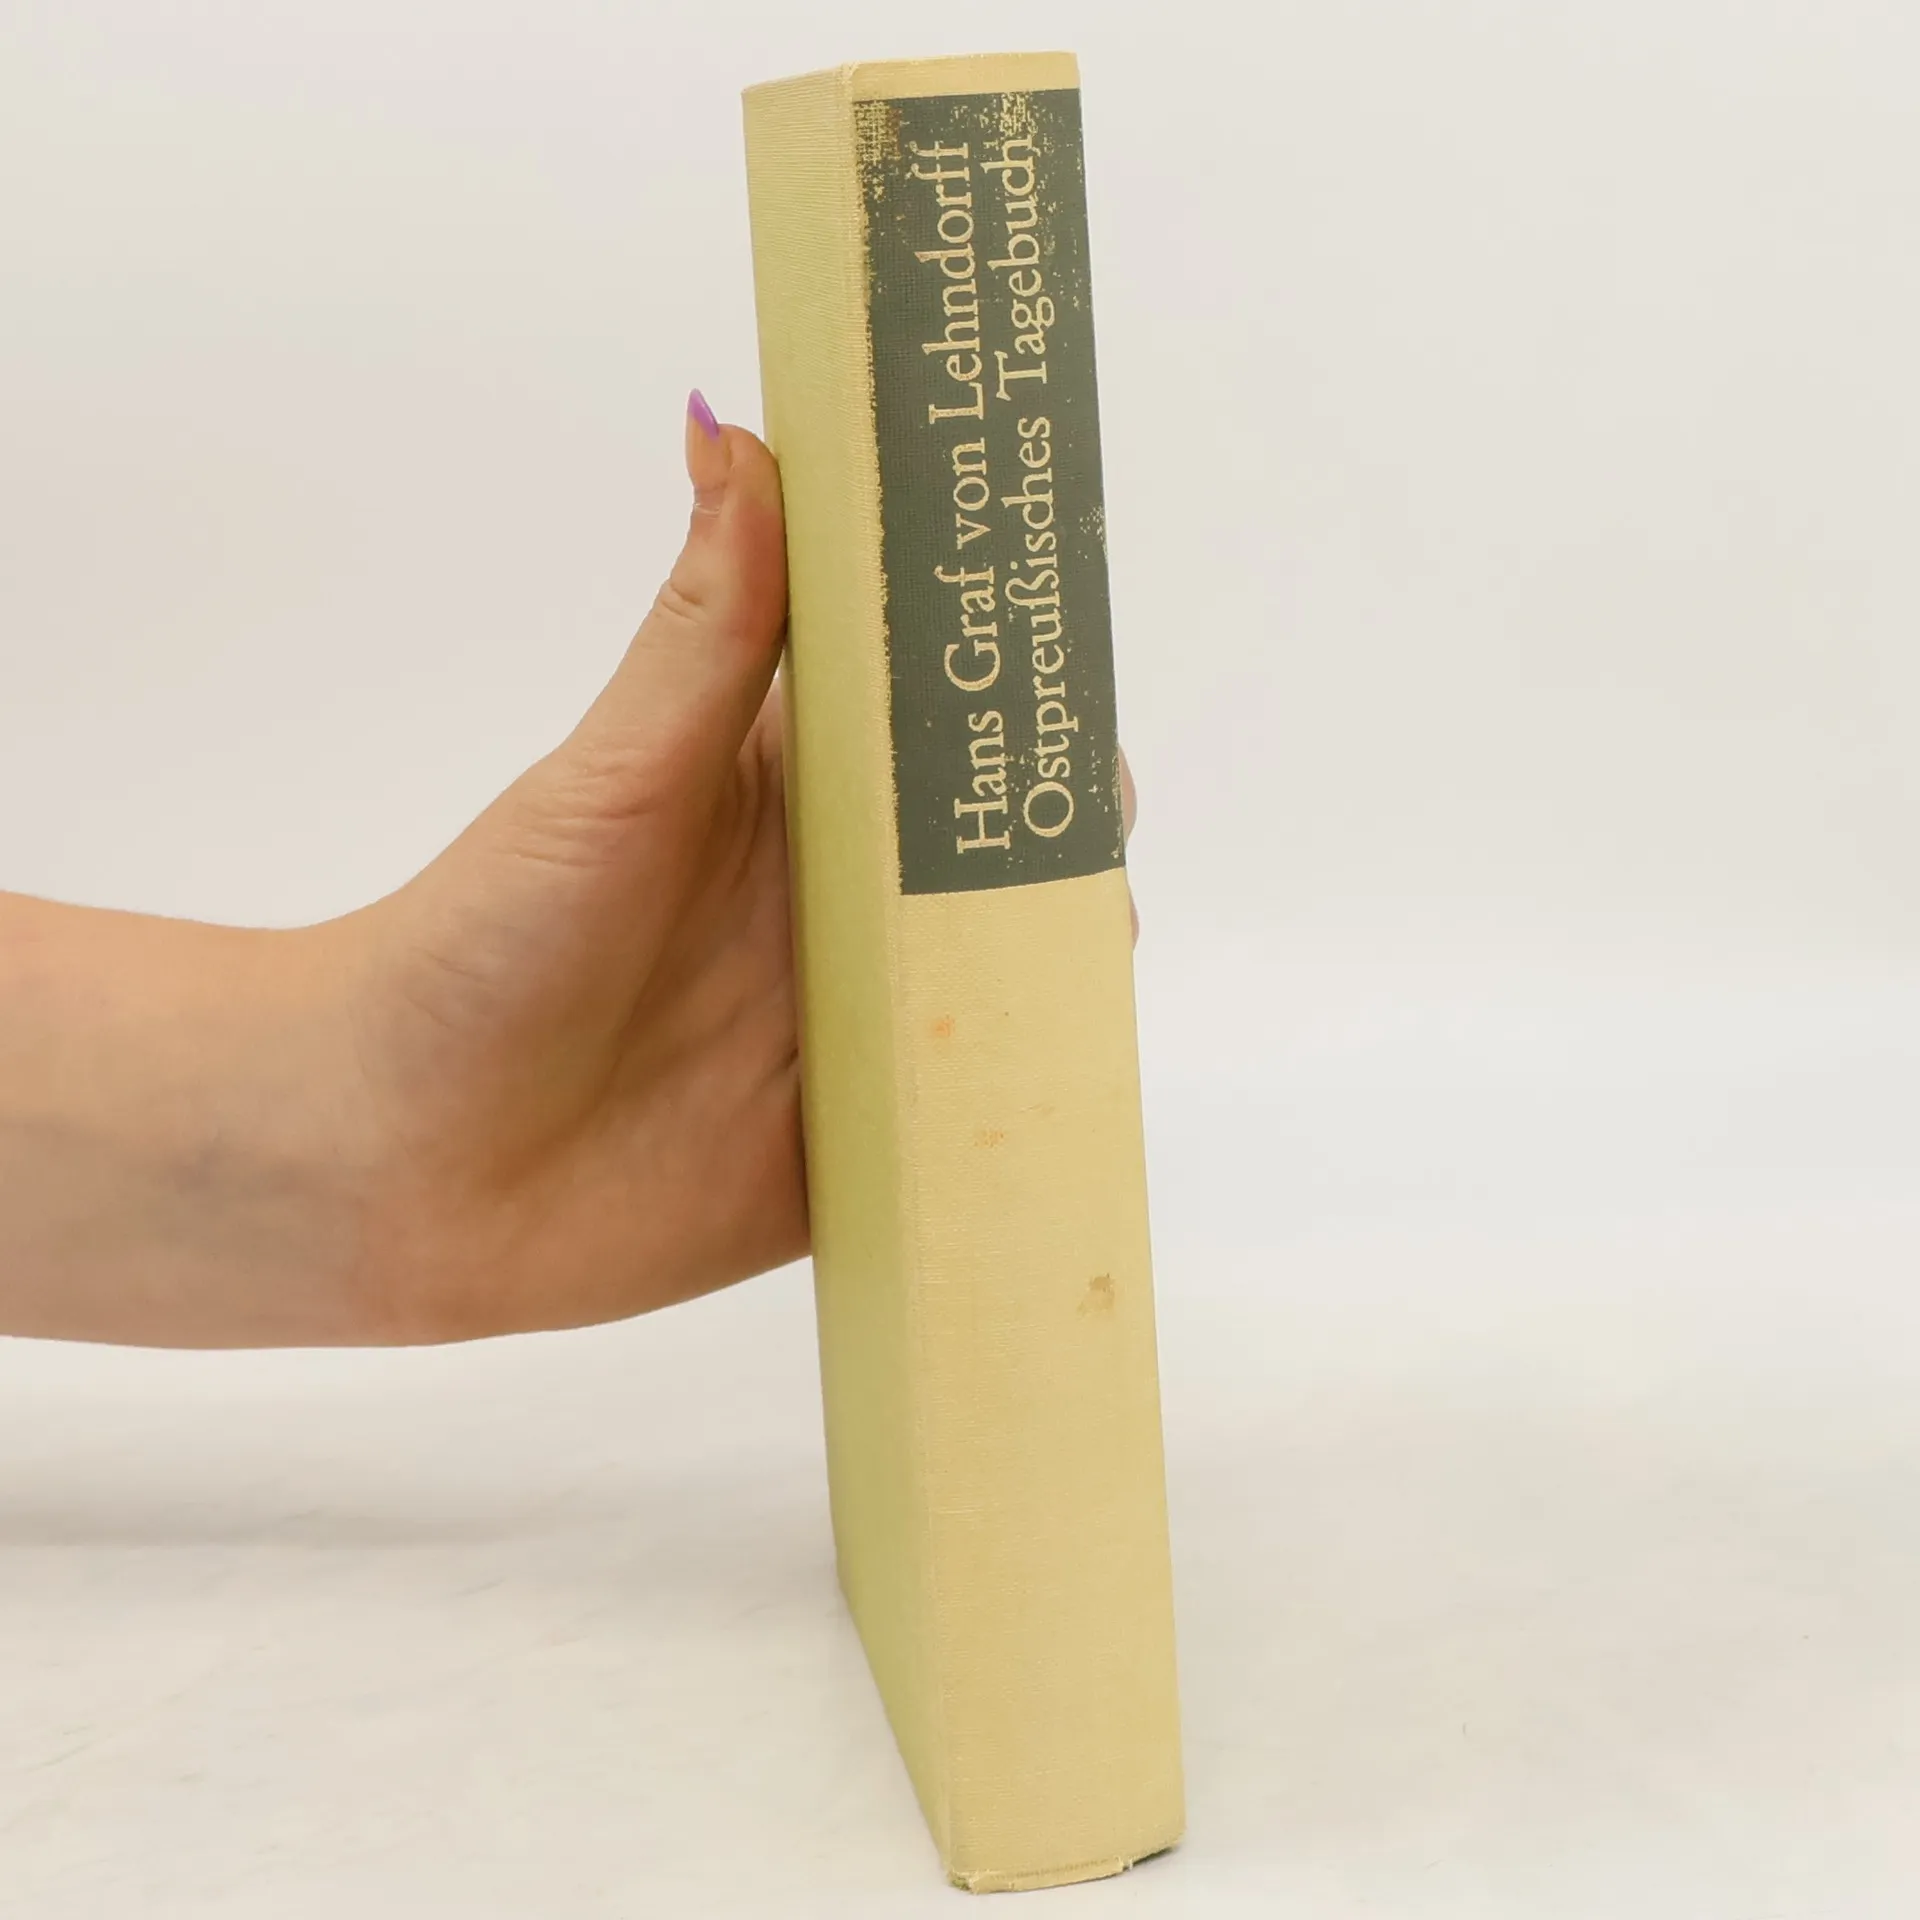 Hans Graf von Lehndorff
Ostpreußisches Tagebuch